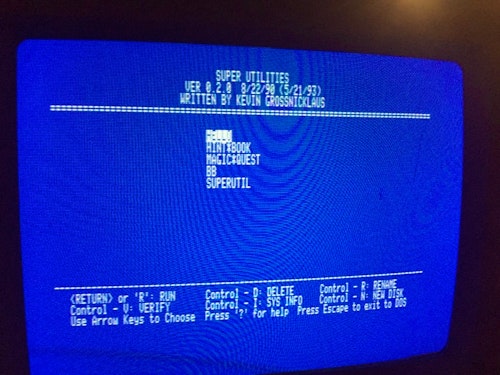 SUPER UTILITIES
VER 0.2.0 8/22/90 (5/21/93)
WRITTEN BY KEVIN GROSSNICKLAUS
HELLO
MINT*BOOK
MAGIC*QUEST
BB
SUPERUTIL
<RETURN> or 'R': RUN Control - D: DELETE Control - R: RENAME
Control - V: VERIFY Control - I: SYS INFO Control - N: NEW DISK
Use Arrow Keys to Choose Press '?' for help Press Escape to exit to DOS